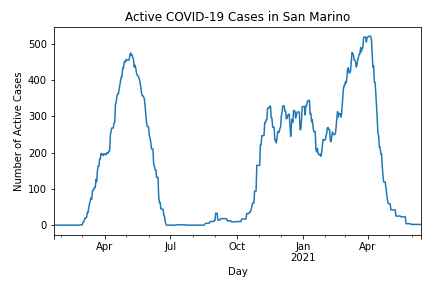 Active COVID-19 Cases in San Marino
Number of Active Cases
500
400
300
200
100
0
Apr
Jul
Oct
Jan
2021
Apr
Day